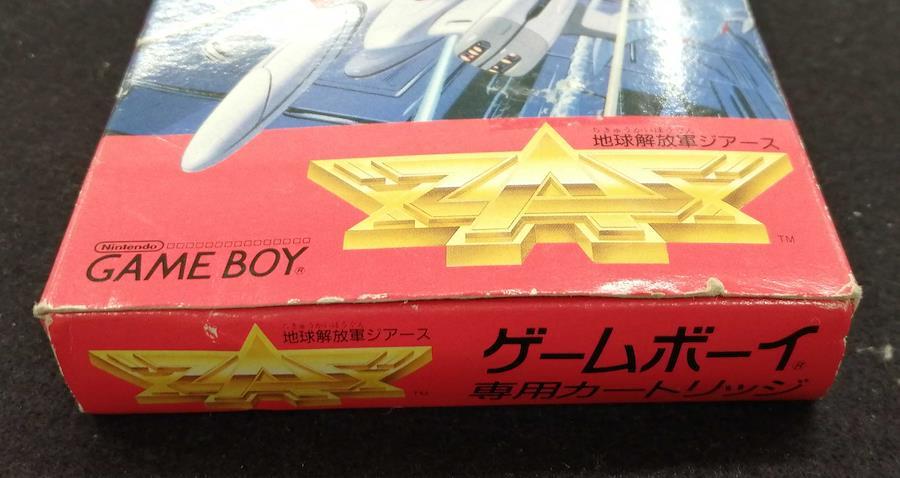 ちきゅうかいほうぐん
地球解放軍ジアース
ZAS
TM
Nintendo
GAME BOY®
ちきゅうかいほうぐん
地球解放軍ジアース
ZAS
TM
ゲームボーイ®
専用カートリッジ